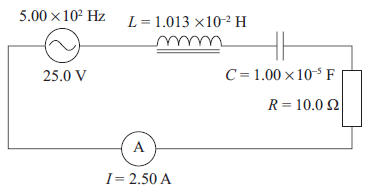 5.00 × 10² Hz
L = 1.013 × 10⁻² H
25.0 V
C = 1.00 × 10⁻⁵ F
R = 10.0 Ω
A
I = 2.50 A